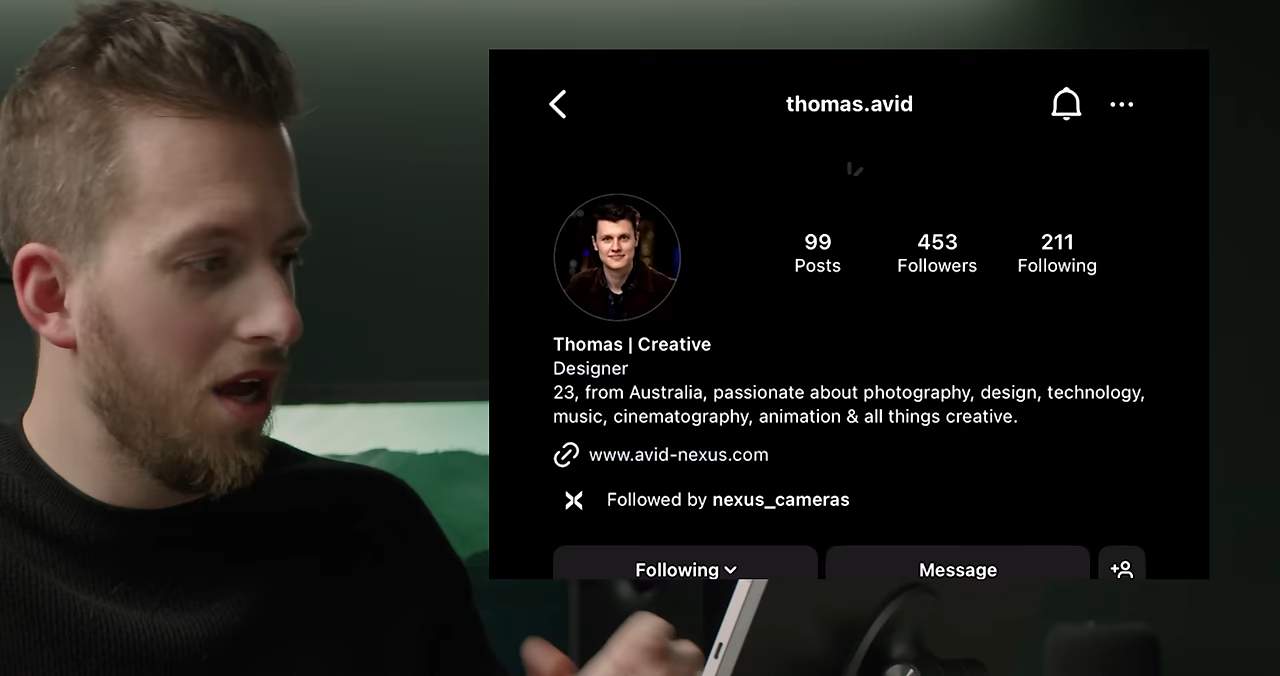 thomas.avid
99 453 211
Posts Followers Following
Thomas | Creative
Designer
23, from Australia, passionate about photography, design, technology,
music, cinematography, animation & all things creative.
www.avid-nexus.com
Followed by nexus_cameras
Following Message